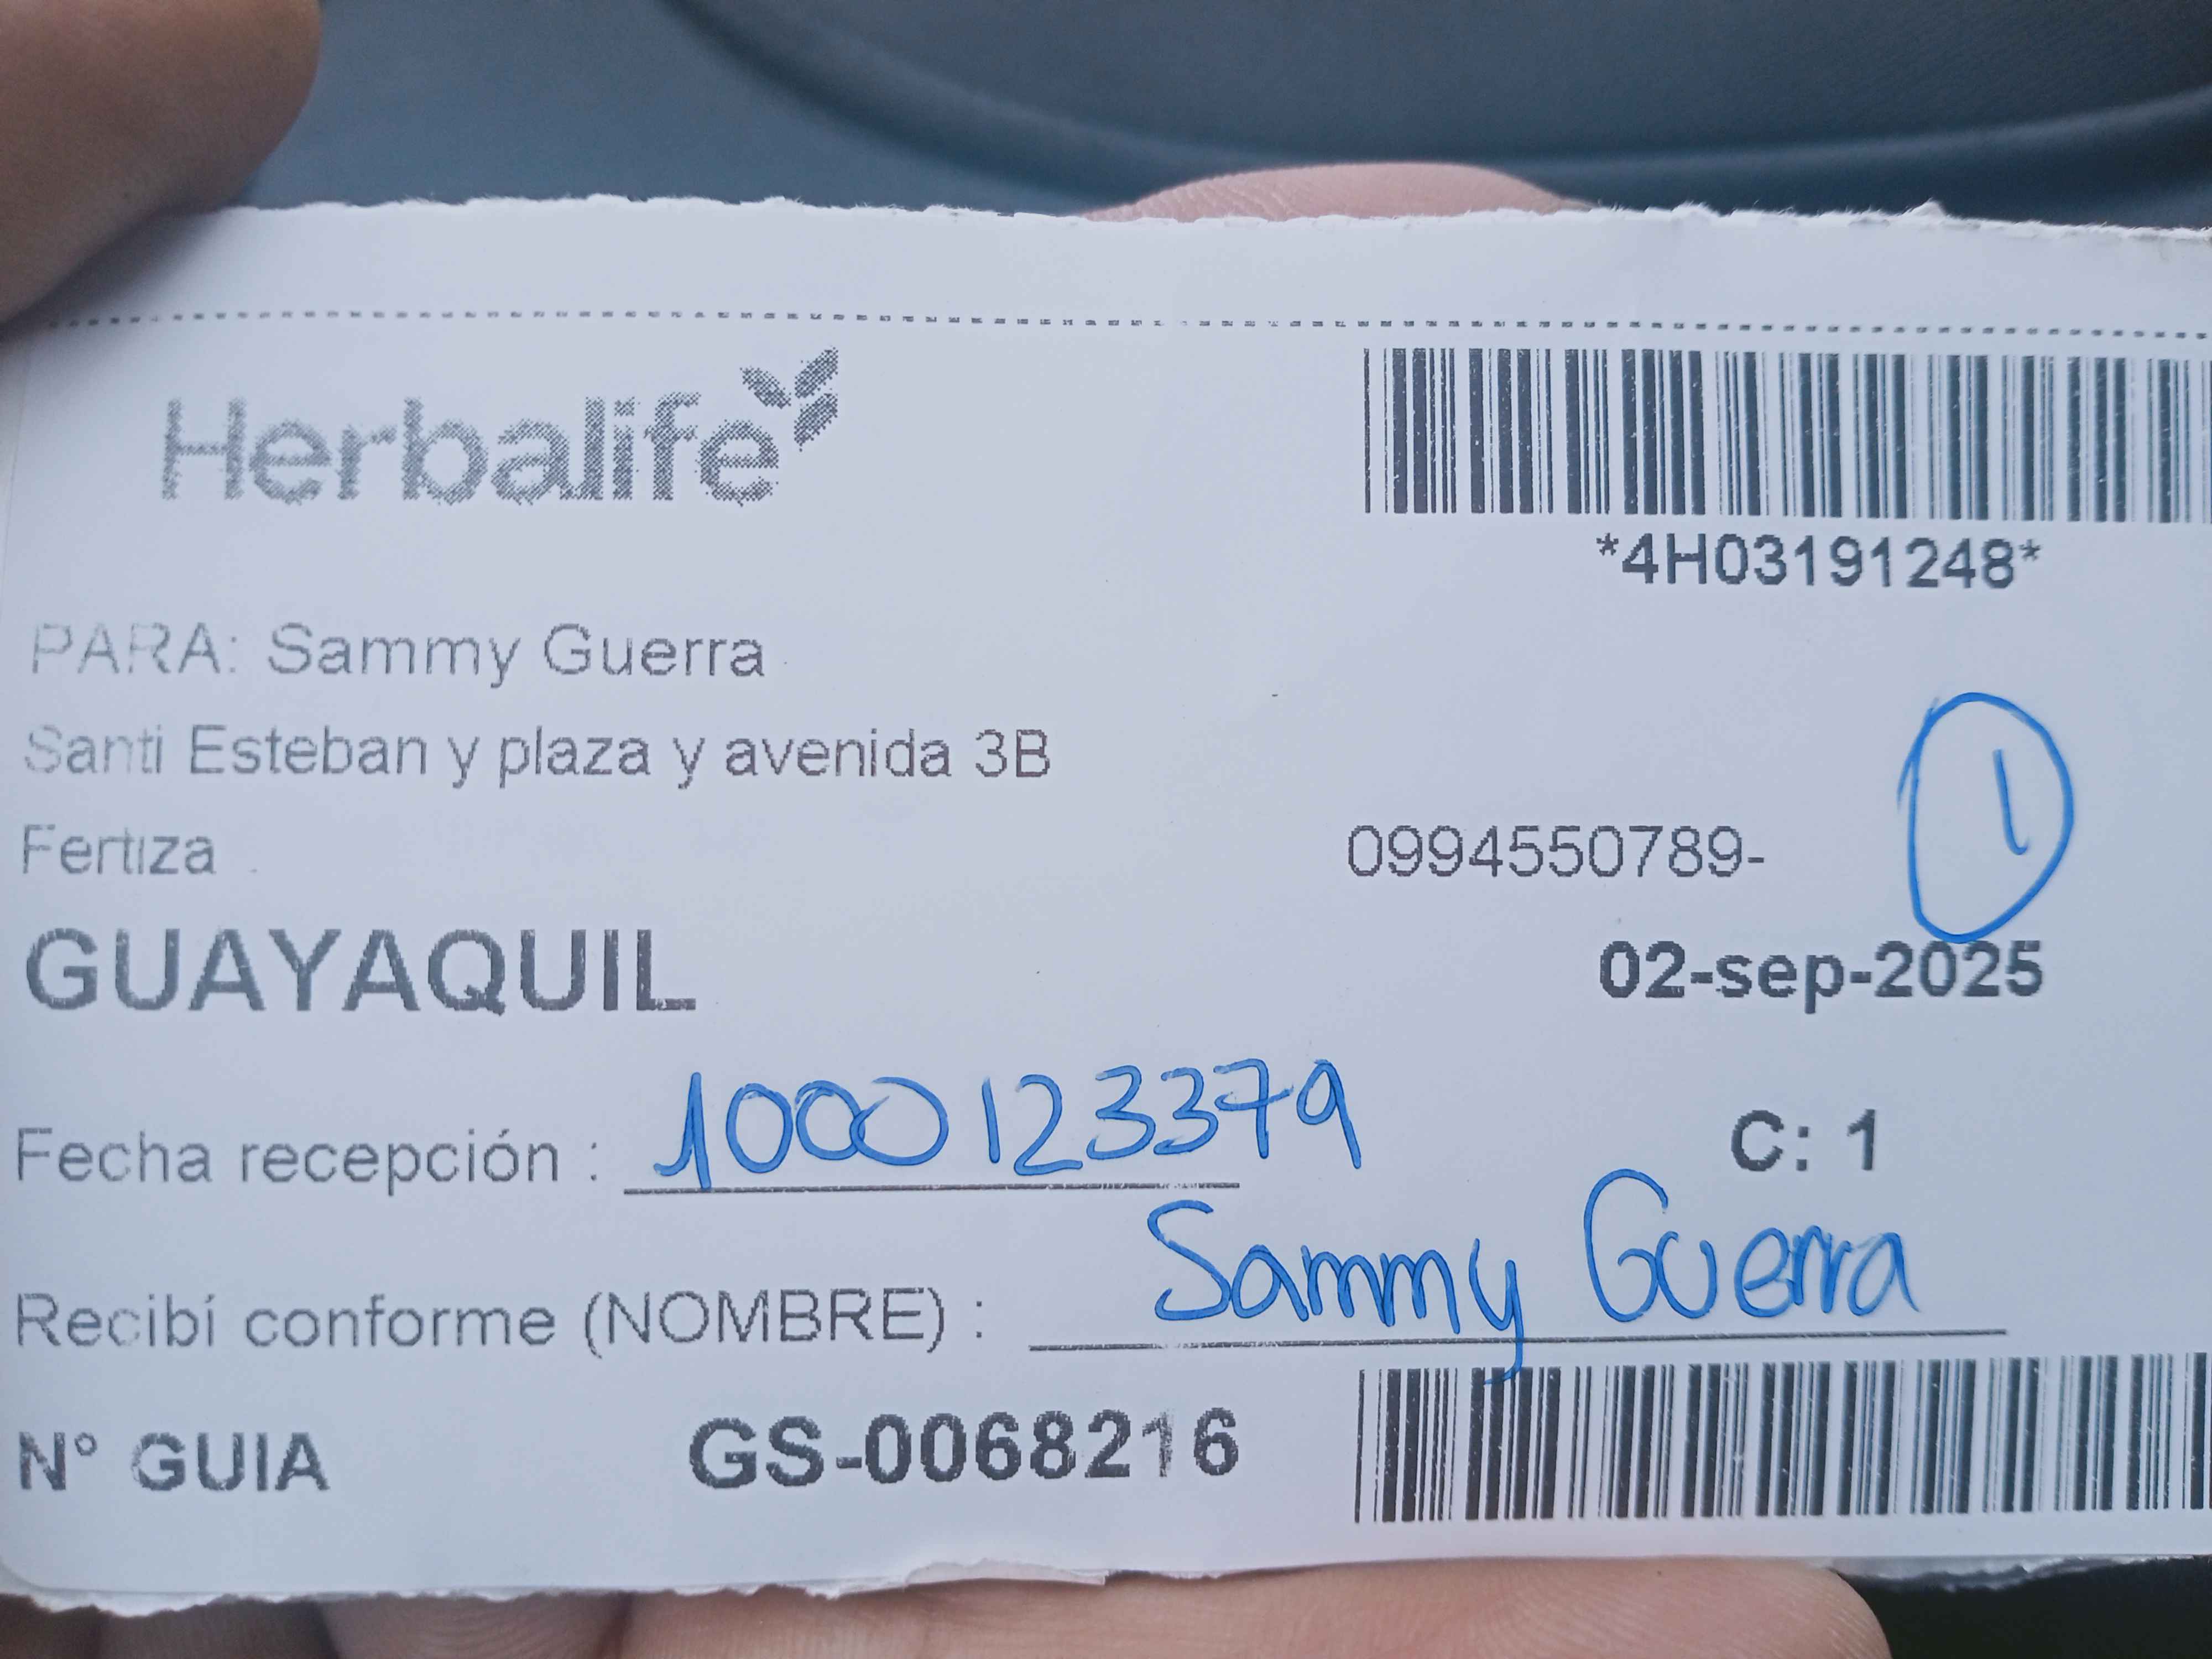 Herbalife
*4H03191248*
PARA: Sammy Guerra
Santi Esteban y plaza y avenida 3B
1
Fertiza 0994550789-
GUAYAQUIL 02-sep-2025
Fecha recepción : 1000123379 C: 1
Recibí conforme (NOMBRE) : Sammy Guerra
N° GUIA GS-0068216